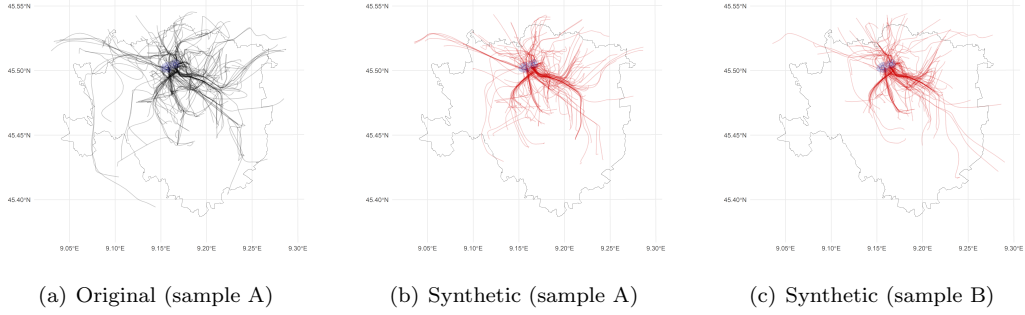 45.55°N
45.50°N
45.45°N
45.40°N
9.05°E 9.10°E 9.15°E 9.20°E 9.25°E 9.30°E
45.55°N
45.50°N
45.45°N
45.40°N
9.05°E 9.10°E 9.15°E 9.20°E 9.25°E 9.30°E
45.55°N
45.50°N
45.45°N
45.40°N
9.05°E 9.10°E 9.15°E 9.20°E 9.25°E 9.30°E
(a) Original (sample A)
(b) Synthetic (sample A)
(c) Synthetic (sample B)